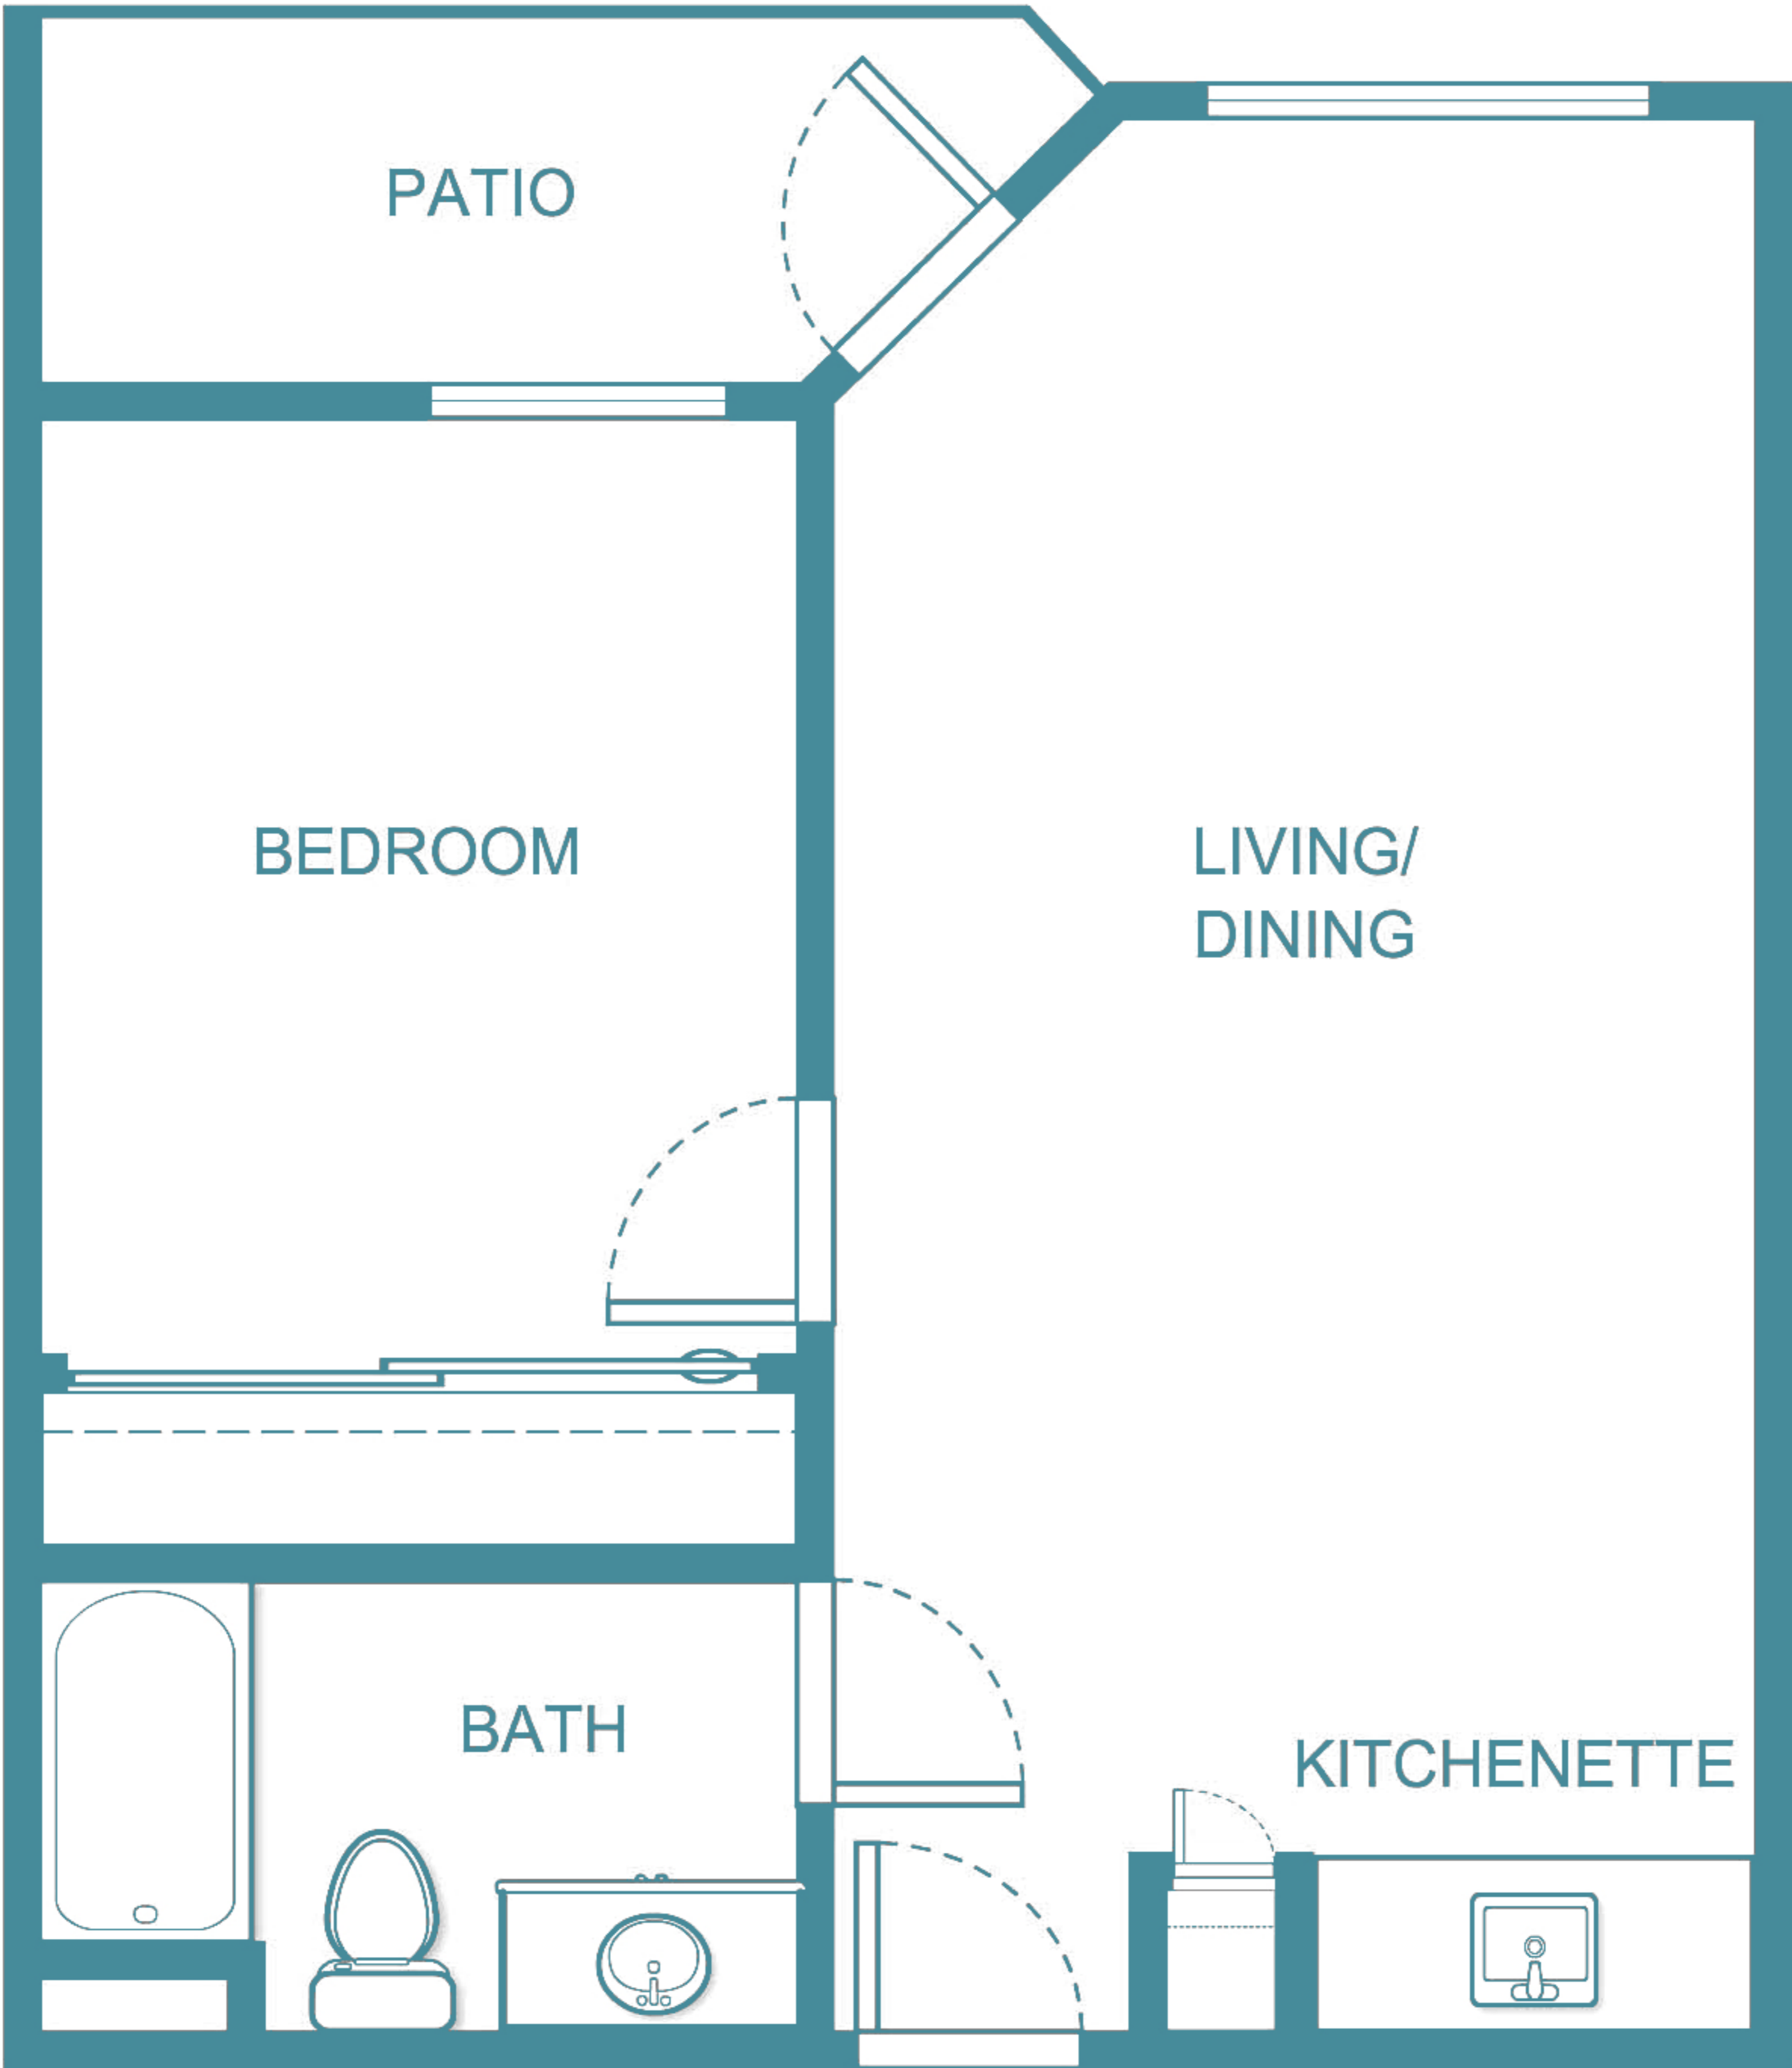 PATIO
BEDROOM
LIVING/
DINING
BATH
KITCHENETTE